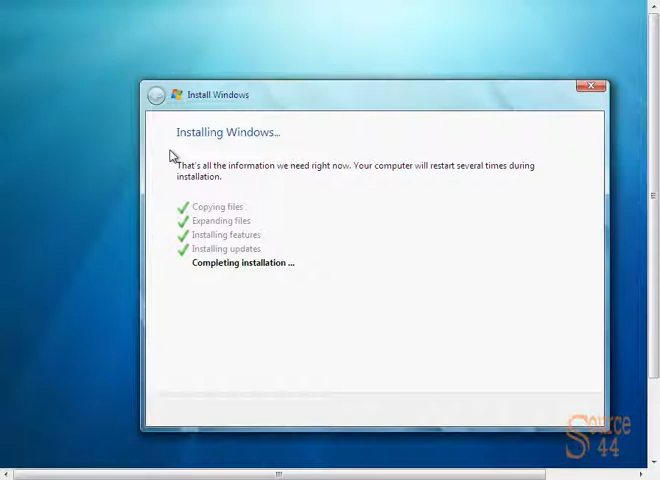 Install Windows
Installing Windows...
That's all the information we need right now. Your computer will restart several times during
installation.
Copying files
Expanding files
Installing features
Installing updates
Completing installation ...
Source
44